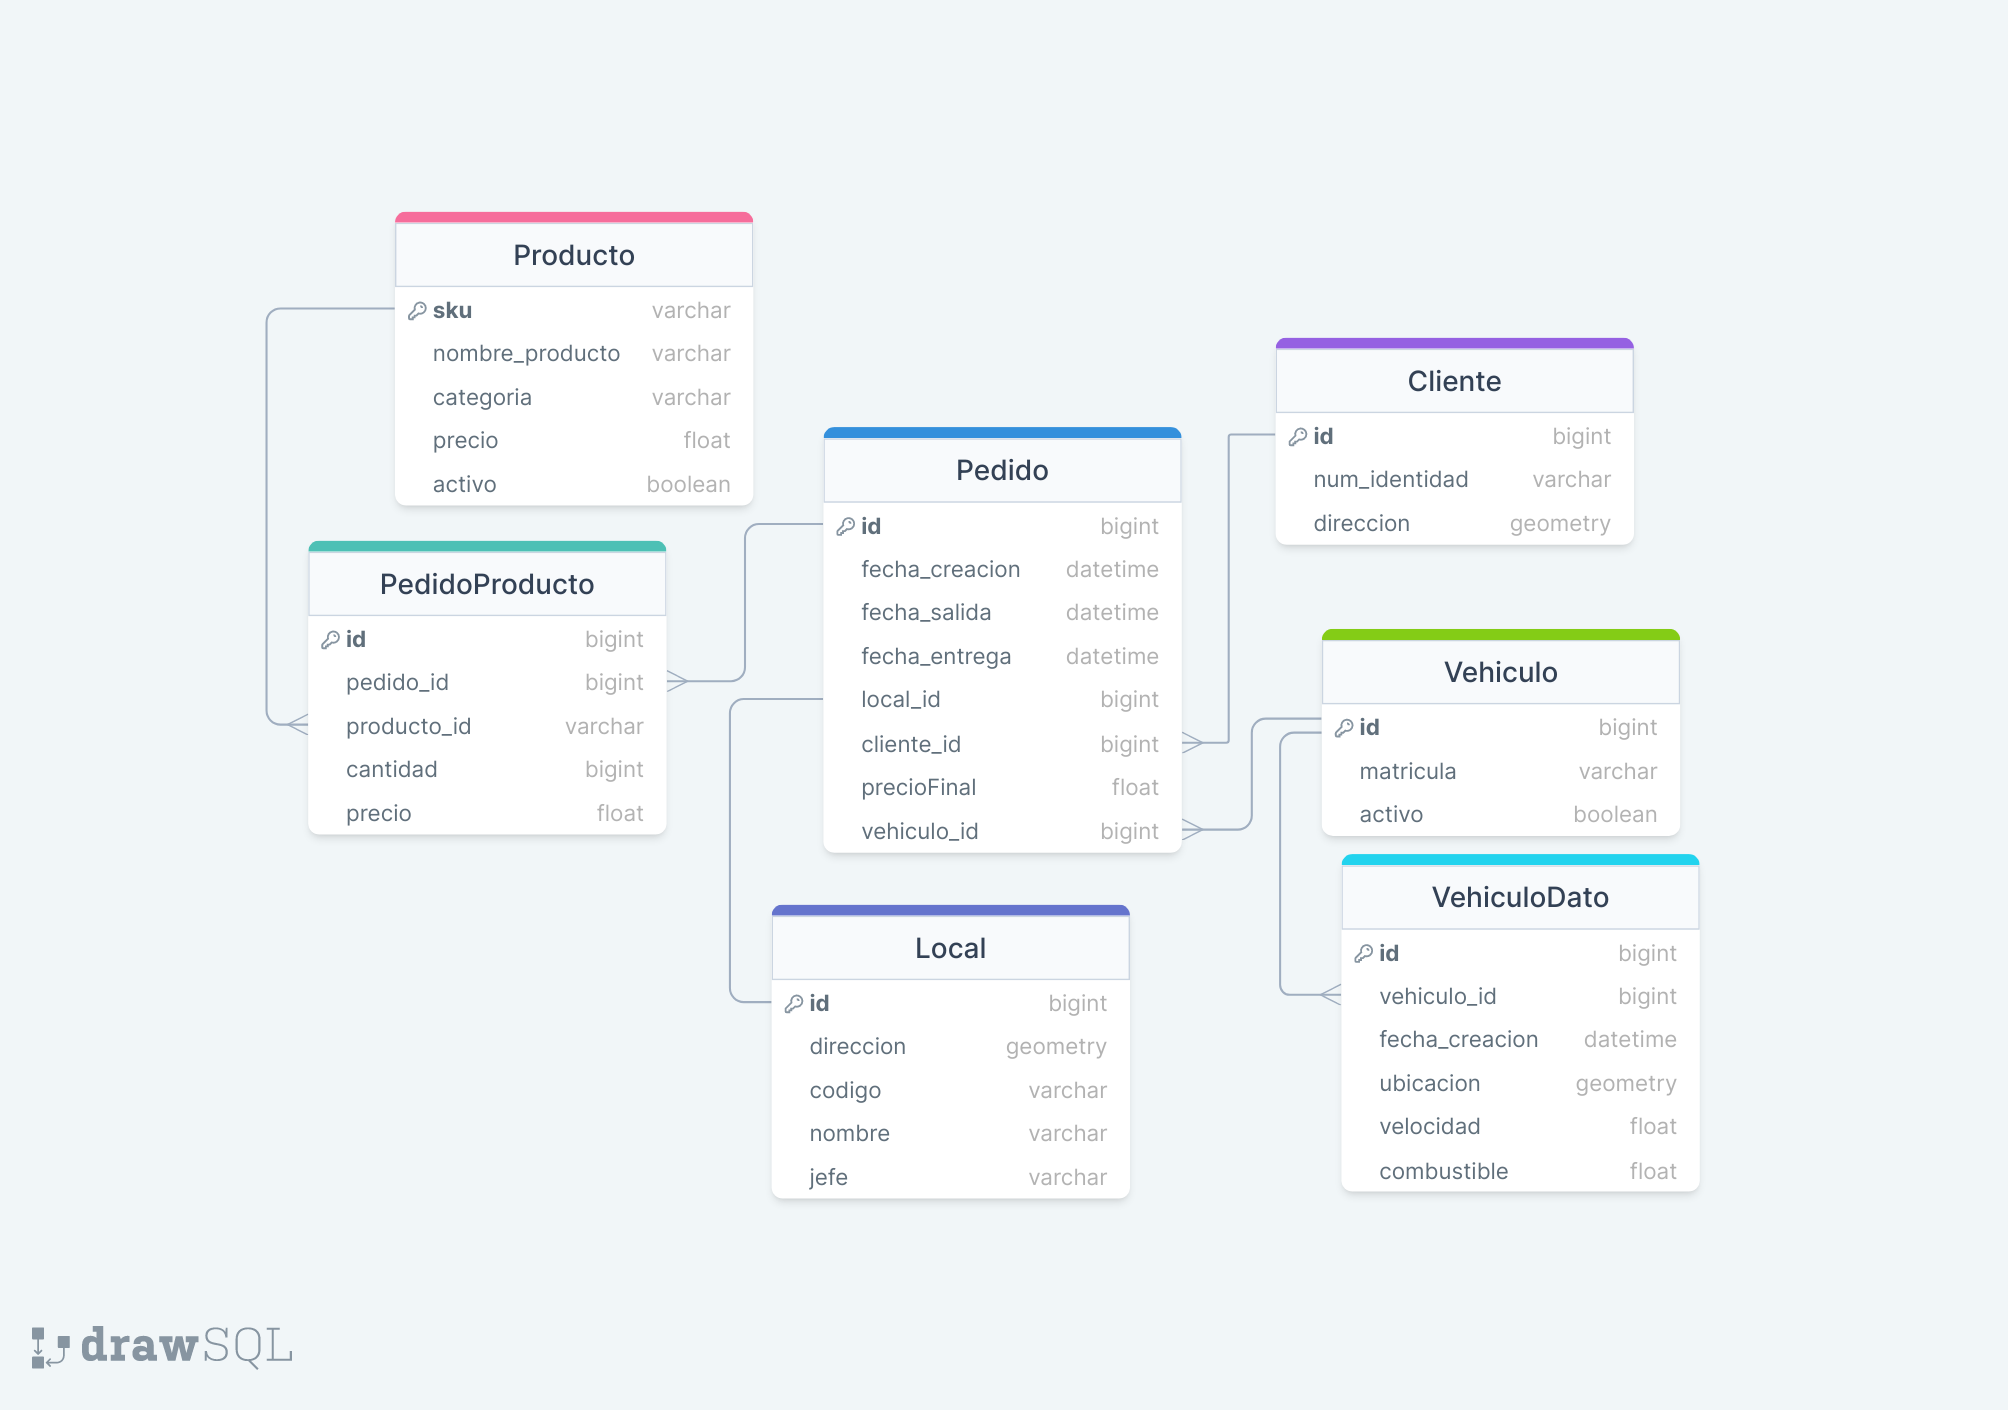 Producto
sku varchar
nombre_producto varchar
categoria varchar
precio float
activo boolean
PedidoProducto
id bigint
pedido_id bigint
producto_id varchar
cantidad bigint
precio float
Pedido
id bigint
fecha_creacion datetime
fecha_salida datetime
fecha_entrega datetime
local_id bigint
cliente_id bigint
precioFinal float
vehiculo_id bigint
Local
id bigint
direccion geometry
codigo varchar
nombre varchar
jefe varchar
Cliente
id bigint
num_identidad varchar
direccion geometry
Vehiculo
id bigint
matricula varchar
activo boolean
VehiculoDato
id bigint
vehiculo_id bigint
fecha_creacion datetime
ubicacion geometry
velocidad float
combustible float
drawSQL